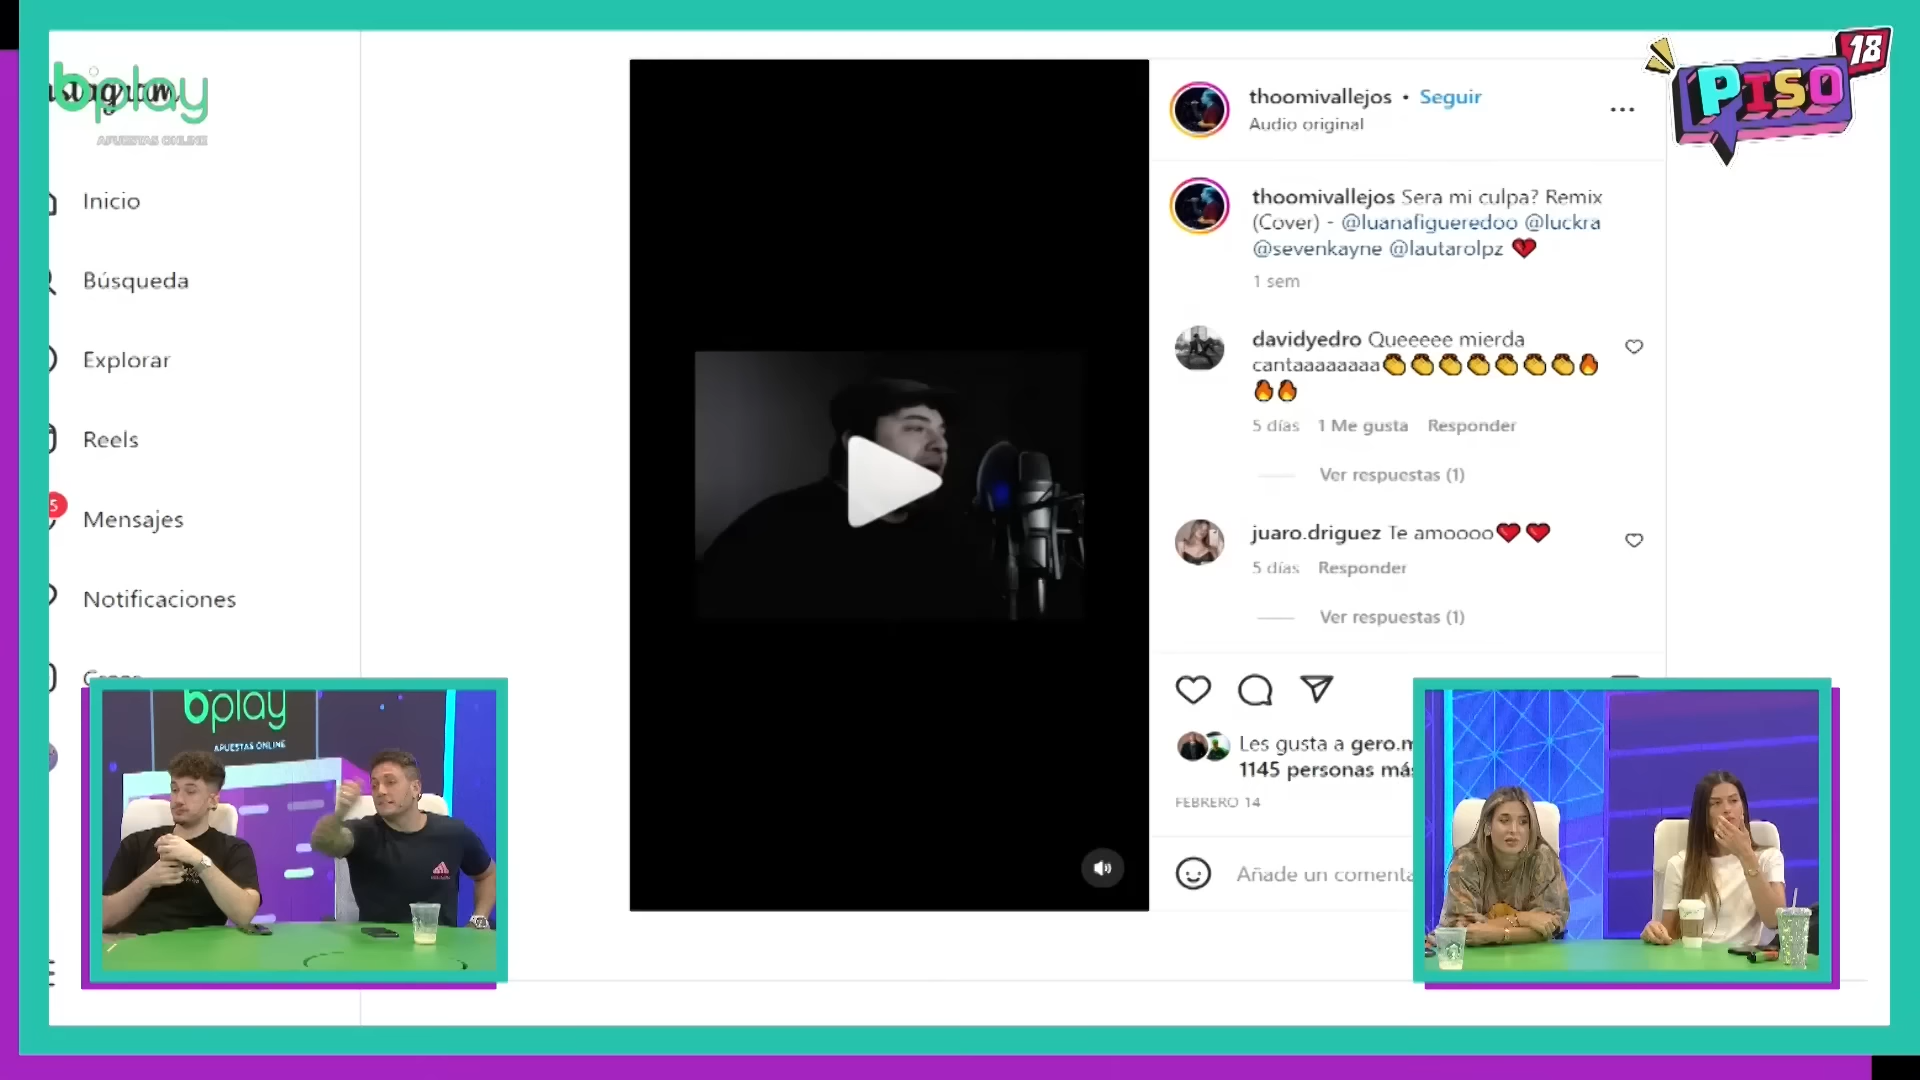 bplay
APUESTAS ONLINE
Inicio
Búsqueda
Explorar
Reels
5
Mensajes
Notificaciones
PISO
18
thoomivallejos • Seguir
Audio original
thoomivallejos Sera mi culpa? Remix
(Cover) - @luanafigueredoo @luckra
@sevenkayne @lautarolpz
1 sem
davidyedro Queeeee mierda
cantaaaaaaaa
5 días 1 Me gusta Responder
Ver respuestas (1)
juaro.driguez Te amoooo
5 días Responder
Ver respuestas (1)
Les gusta a gero.m
1145 personas más
FEBRERO 14
Añade un comenta
bplay
APUESTAS ONLINE